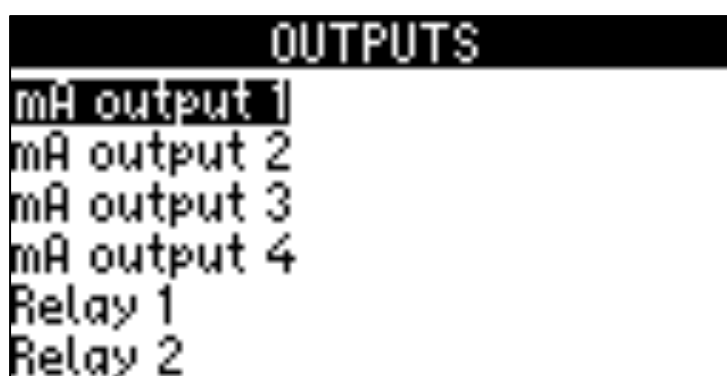 OUTPUTS
mA output 1
mA output 2
mA output 3
mA output 4
Relay 1
Relay 2